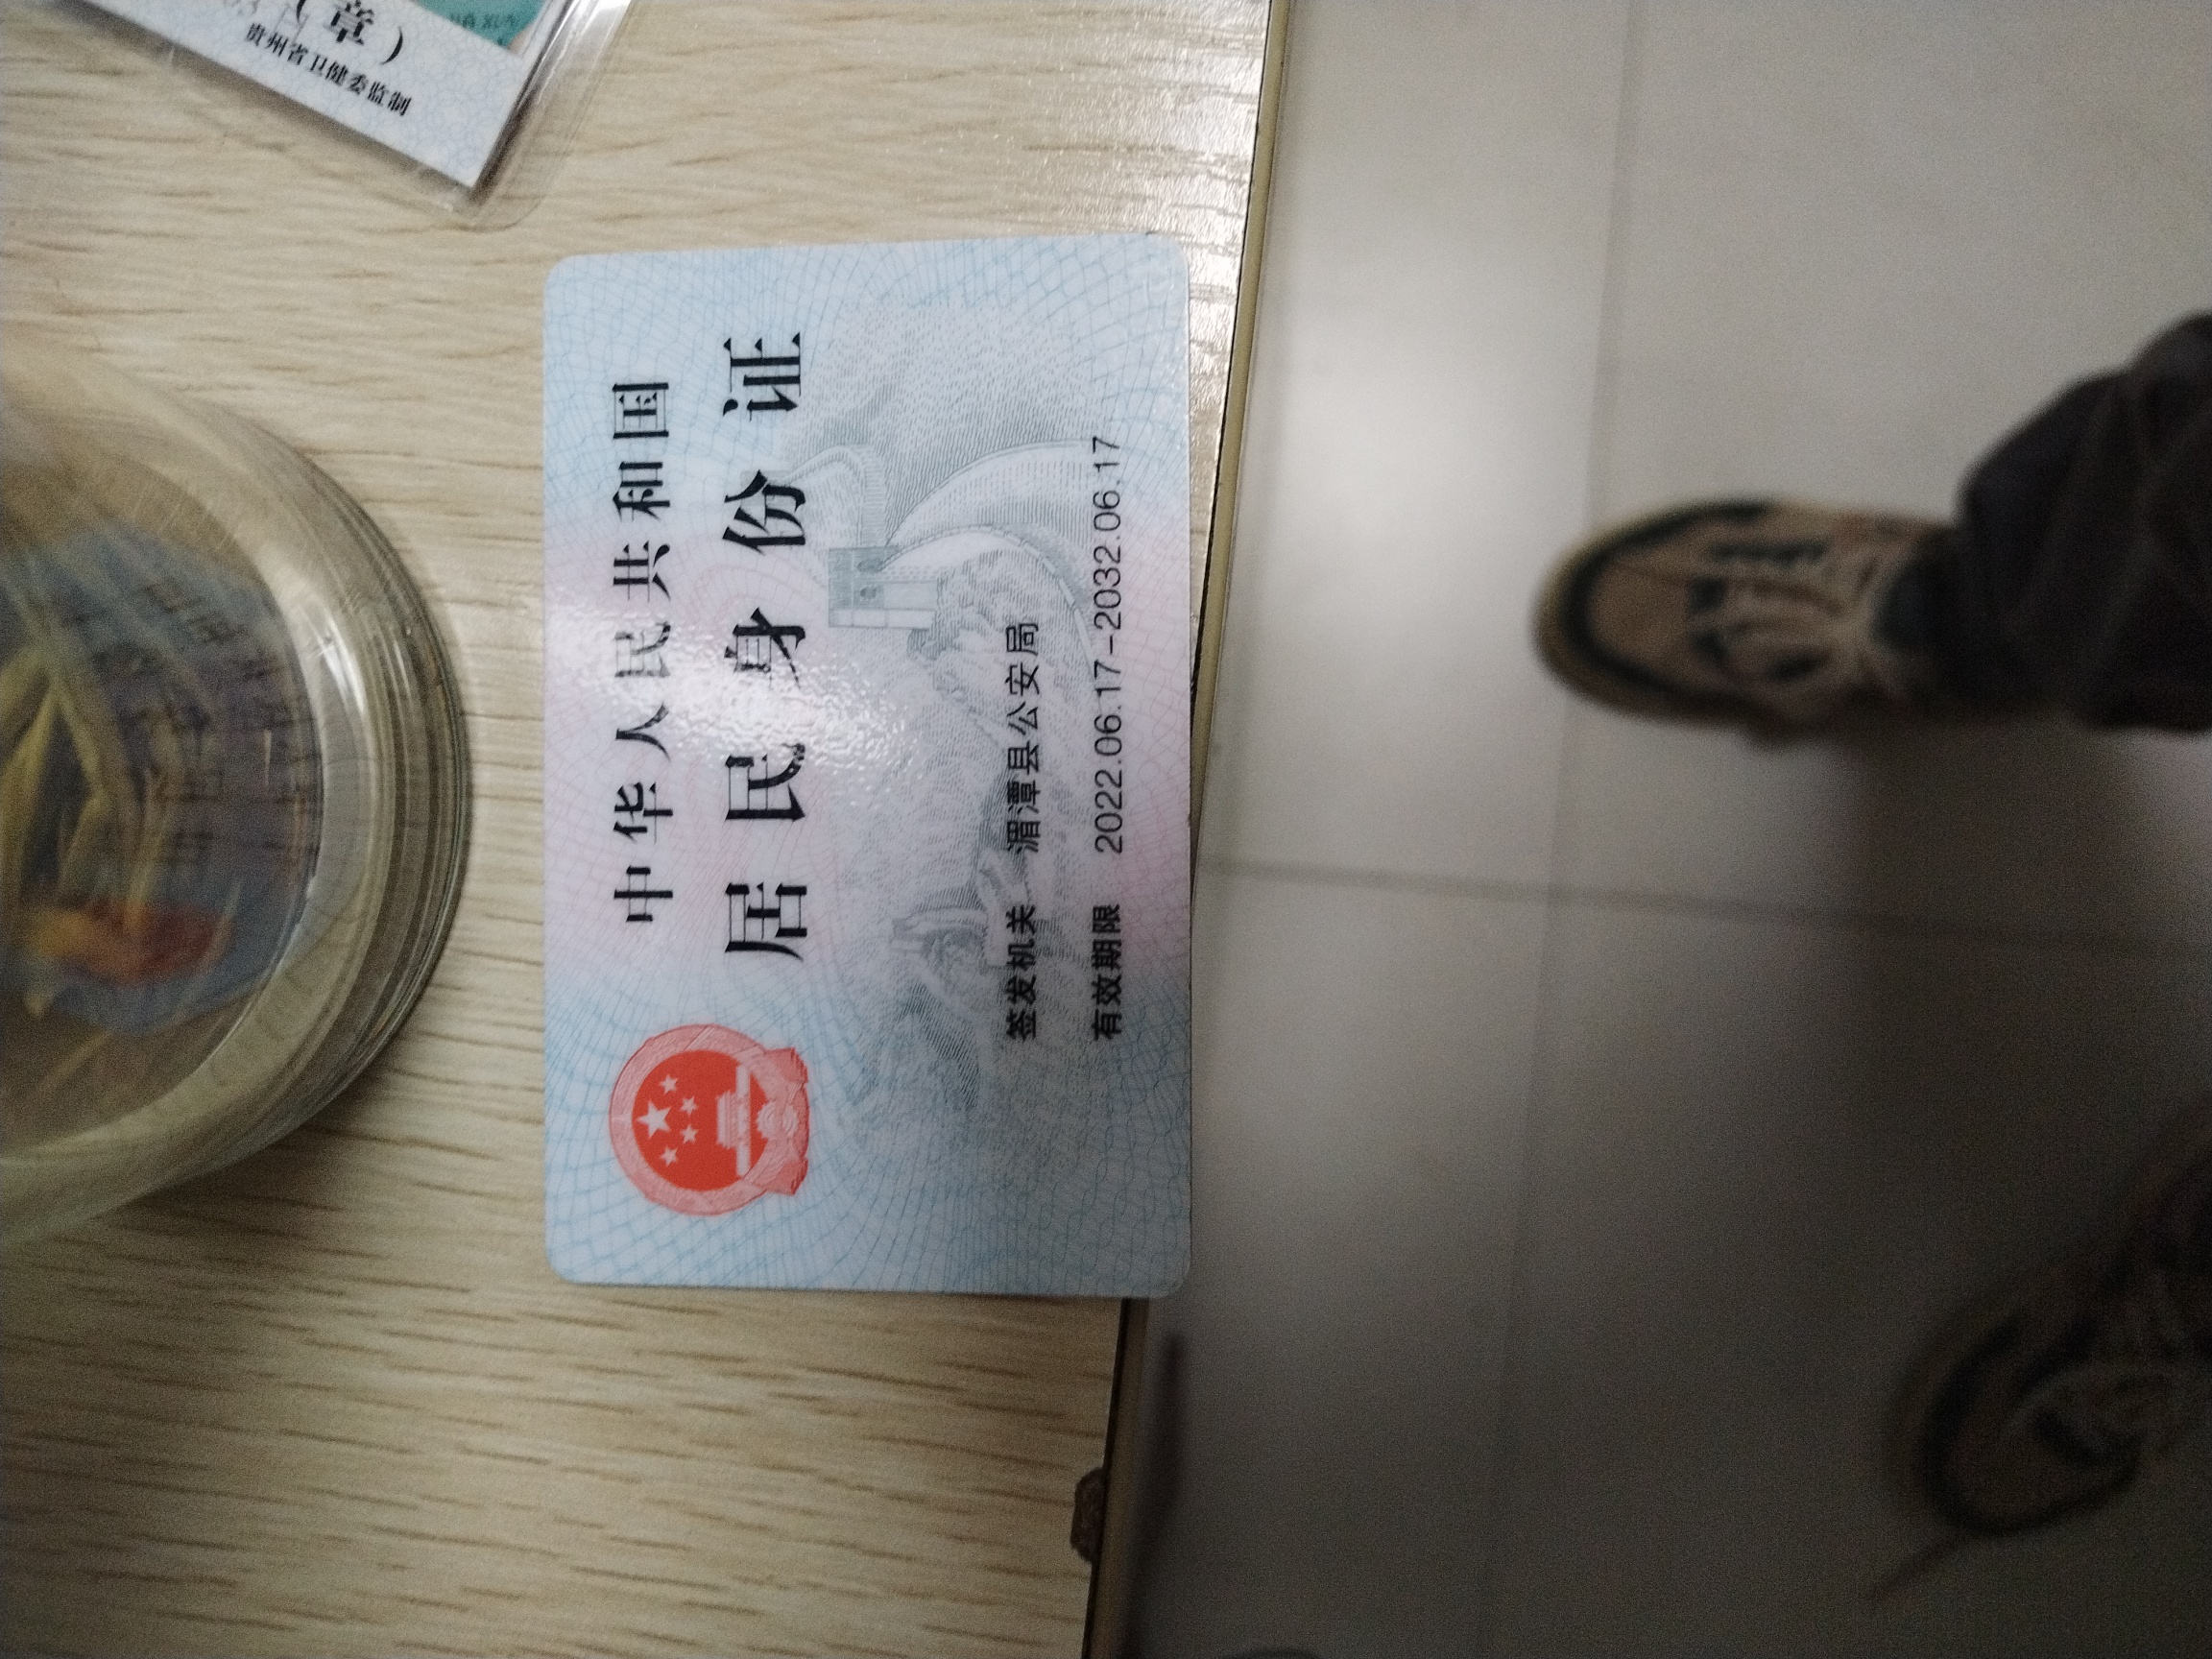 （章）
贵州省卫健委监制
中华人民共和国
居民身份证
签发机关 湄潭县公安局
有效期限 2022.06.17-2032.06.17